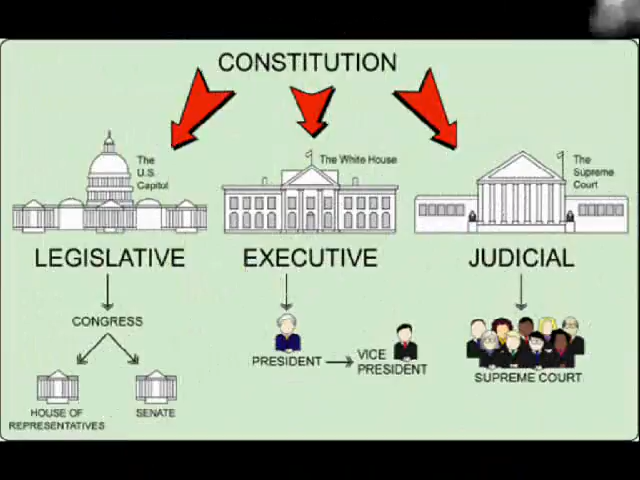 CONSTITUTION
The
U.S.
Capitol
The White House
The
Supreme
Court
LEGISLATIVE
EXECUTIVE
JUDICIAL
CONGRESS
PRESIDENT
VICE
PRESIDENT
SUPREME COURT
HOUSE OF
REPRESENTATIVES
SENATE